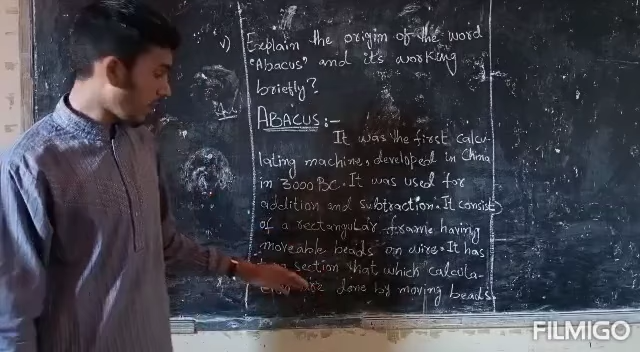 v) Explain the origin of the word
"Abacus" and its working
briefly?
Ans.
ABACUS:-
It was the first calcu-
lating machine, developed in China
in 3000 BC. It was used for
addition and subtraction. It consist
of a rectangular frame having
moveable beads on wire. It has
section that which calcula-
are done by moving beads.
FILMIGO